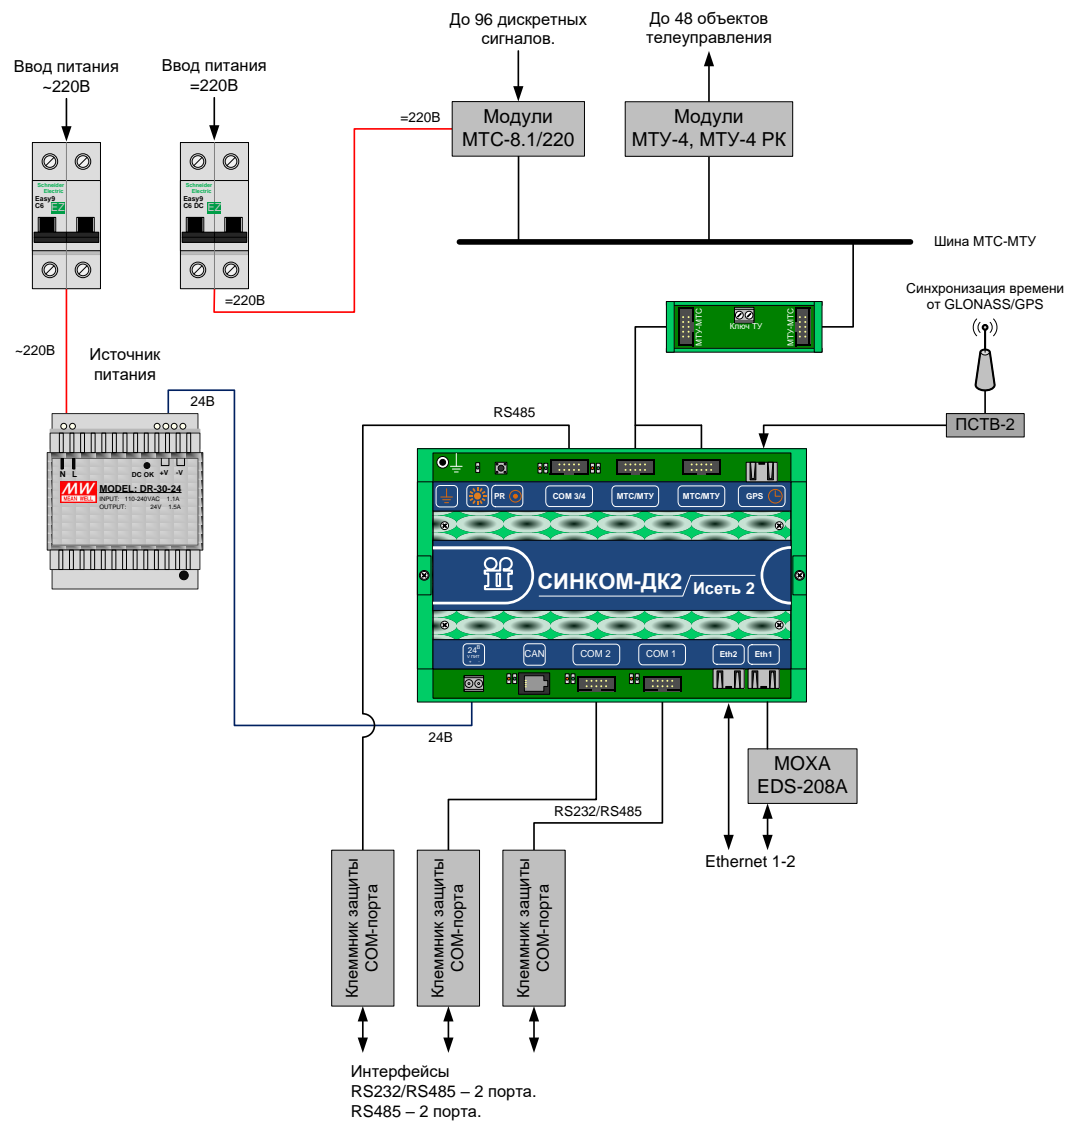 До 96 дискретных
сигналов.
До 48 объектов
телеуправления
Ввод питания
~220В
Ввод питания
=220В
=220В
Модули
МТС-8.1/220
Модули
МТУ-4, МТУ-4 РК
Schneider
Electric
Easy9
C6
EZ
Schneider
Electric
Easy9
C6 DC
EZ
Шина МТС-МТУ
=220В
Синхронизация времени
от GLONASS/GPS
МТУ-МТС
Ключ ТУ
МТУ-МТС
~220В
Источник
питания
24В
RS485
ПСТВ-2
N L
DC OK +V -V
MW
MEAN WELL
MODEL: DR-30-24
INPUT: 110-240VAC 1.1A
OUTPUT: 24V 1.5A
PR
COM 3/4
МТС/МТУ
МТС/МТУ
GPS
СИНКОМ-ДК2/Исеть 2
24В
CAN
COM 2
COM 1
Eth2
Eth1
24В
MOXA
EDS-208A
RS232/RS485
Ethernet 1-2
Клеммник защиты
COM-порта
Клеммник защиты
COM-порта
Клеммник защиты
COM-порта
Интерфейсы
RS232/RS485 – 2 порта.
RS485 – 2 порта.